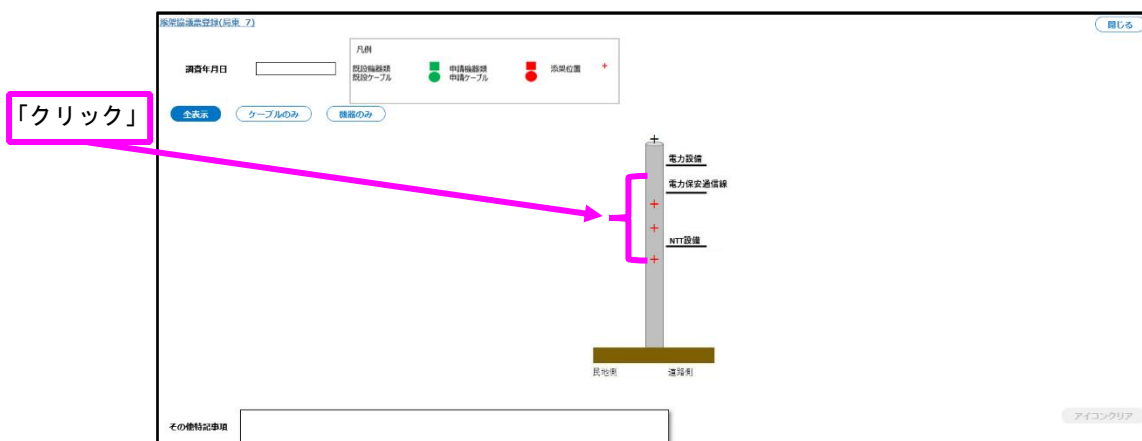 添架協議票登録(局東_7)
閉じる
凡例
調査年月日
既設機器類
申請機器類
添架位置
既設ケーブル
申請ケーブル
「クリック」
全表示
ケーブルのみ
機器のみ
電力設備
電力保安通信線
NTT設備
民地側
道路側
その他特記事項
アイコンクリア